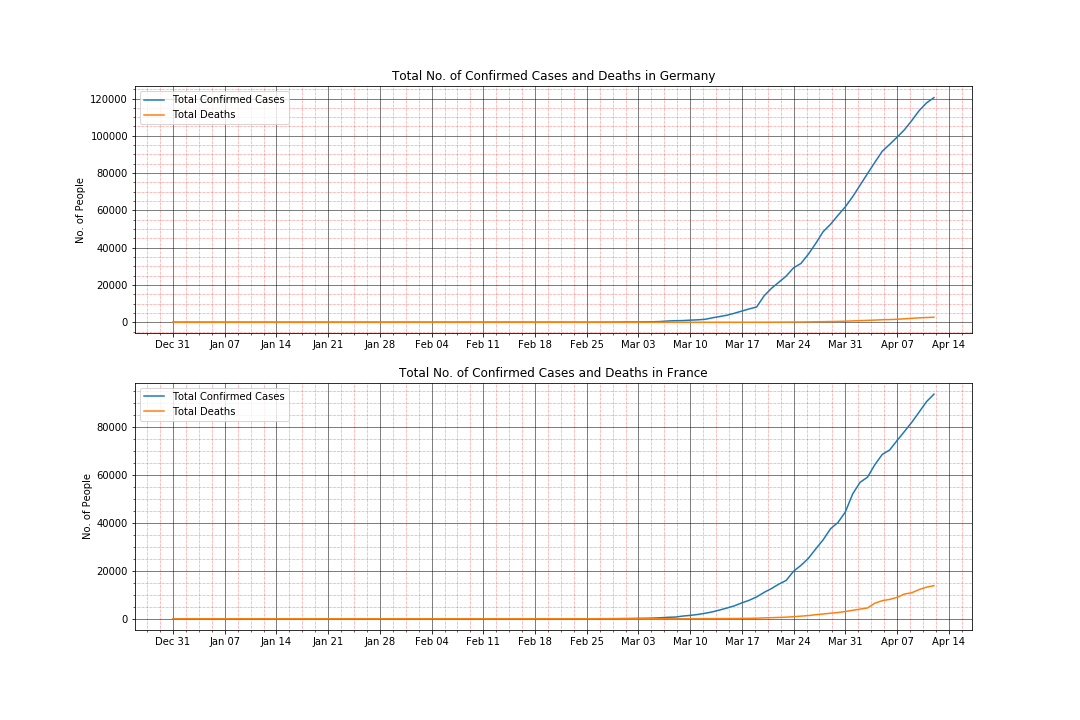 Total No. of Confirmed Cases and Deaths in Germany
Total Confirmed Cases
Total Deaths
No. of People
120000
100000
80000
60000
40000
20000
0
Dec 31 Jan 07 Jan 14 Jan 21 Jan 28 Feb 04 Feb 11 Feb 18 Feb 25 Mar 03 Mar 10 Mar 17 Mar 24 Mar 31 Apr 07 Apr 14
Total No. of Confirmed Cases and Deaths in France
Total Confirmed Cases
Total Deaths
No. of People
80000
60000
40000
20000
0
Dec 31 Jan 07 Jan 14 Jan 21 Jan 28 Feb 04 Feb 11 Feb 18 Feb 25 Mar 03 Mar 10 Mar 17 Mar 24 Mar 31 Apr 07 Apr 14